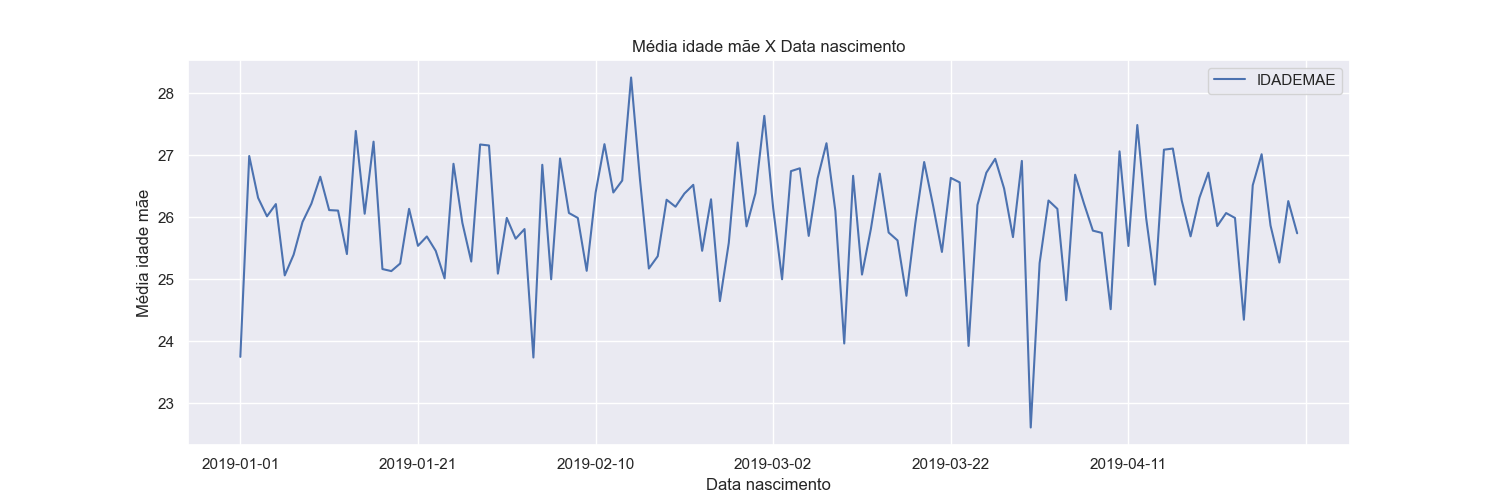 Média idade mãe X Data nascimento
IDADEMAE
Média idade mãe
28
27
26
25
24
23
2019-01-01 2019-01-21 2019-02-10 2019-03-02 2019-03-22 2019-04-11
Data nascimento